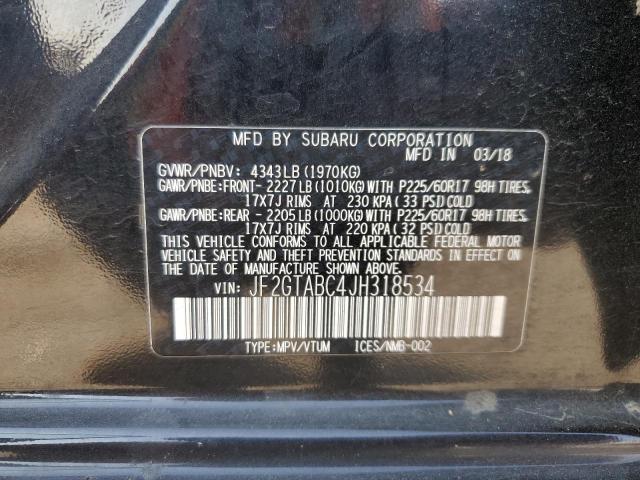 MFD BY SUBARU CORPORATION
MFD IN 03/18
GVWR/PNBV: 4343LB (1970KG)
GAWR/PNBE:FRONT- 2227LB(1010KG)WITH P225/60R17 98H TIRES,
17X7J RIMS AT 230 KPA (33 PSI) COLD
GAWR/PNBE:REAR - 2205LB(1000KG)WITH P225/60R17 98H TIRES,
17X7J RIMS AT 220 KPA (32 PSI) COLD
THIS VEHICLE CONFORMS TO ALL APPLICABLE FEDERAL MOTOR
VEHICLE SAFETY, BUMPER, AND THEFT PREVENTION STANDARDS
IN EFFECT ON THE DATE OF MANUFACTURE SHOWN ABOVE.
VIN: JF2GTABC4JH318534
TYPE:MPV/VTUM ICES/NMB-002